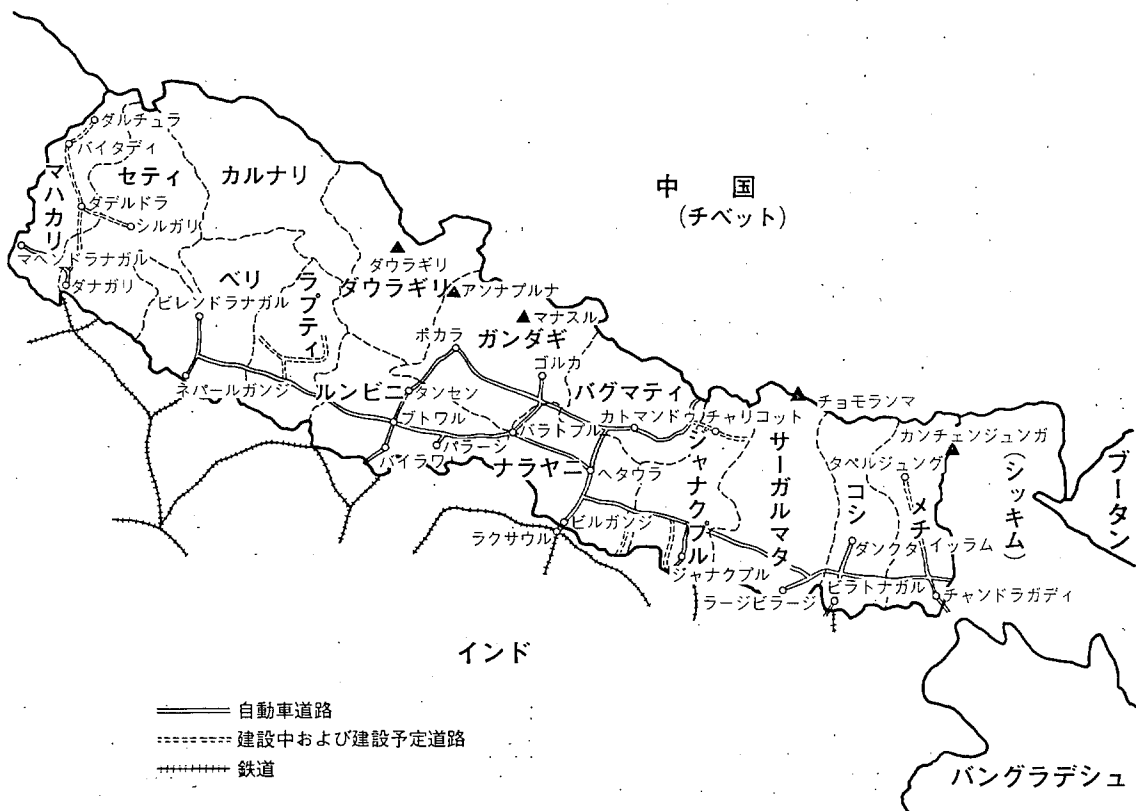 ダルチュラ
バイタディ
マハカリ
セティ
カルナリ
ダデルドラ
シルガリ
マヘンドラナガル
ダナガリ
中国
(チベット)
ベリ
ラプティ
ビレンドラナガル
ダウラギリ
ダウラギリ
アンナプルナ
マナスル
ガンダギ
ポカラ
ゴルカ
バグマティ
ネパールガンジ
ルンビニ
タンセン
ブトワル
バラトプル
カトマンドゥ
チャリコット
チョモランマ
パラージ
バイラワ
ナラヤニ
ヘタウラ
ジャナクプル
サーガルマタ
カンチェンジュンガ
タペルジュング
コシ
メチ
(シッキム)
ブータン
ビルガンジ
ラクサウル
ジャナクプル
ダンクタ
イッラム
ラージビラージ
ビラトナガル
チャンドラガディ
インド
自動車道路
建設中および建設予定道路
鉄道
バングラデシュ